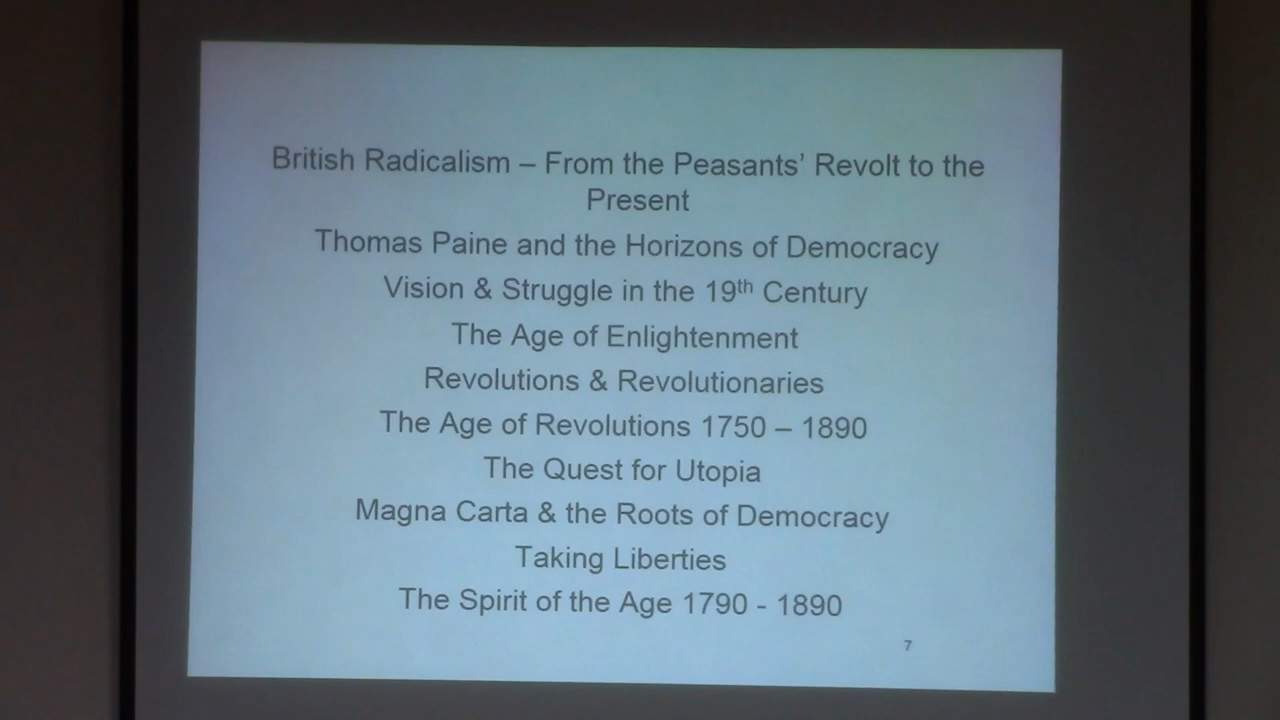 British Radicalism – From the Peasants’ Revolt to the
Present
Thomas Paine and the Horizons of Democracy
Vision & Struggle in the 19th Century
The Age of Enlightenment
Revolutions & Revolutionaries
The Age of Revolutions 1750 – 1890
The Quest for Utopia
Magna Carta & the Roots of Democracy
Taking Liberties
The Spirit of the Age 1790 - 1890
7